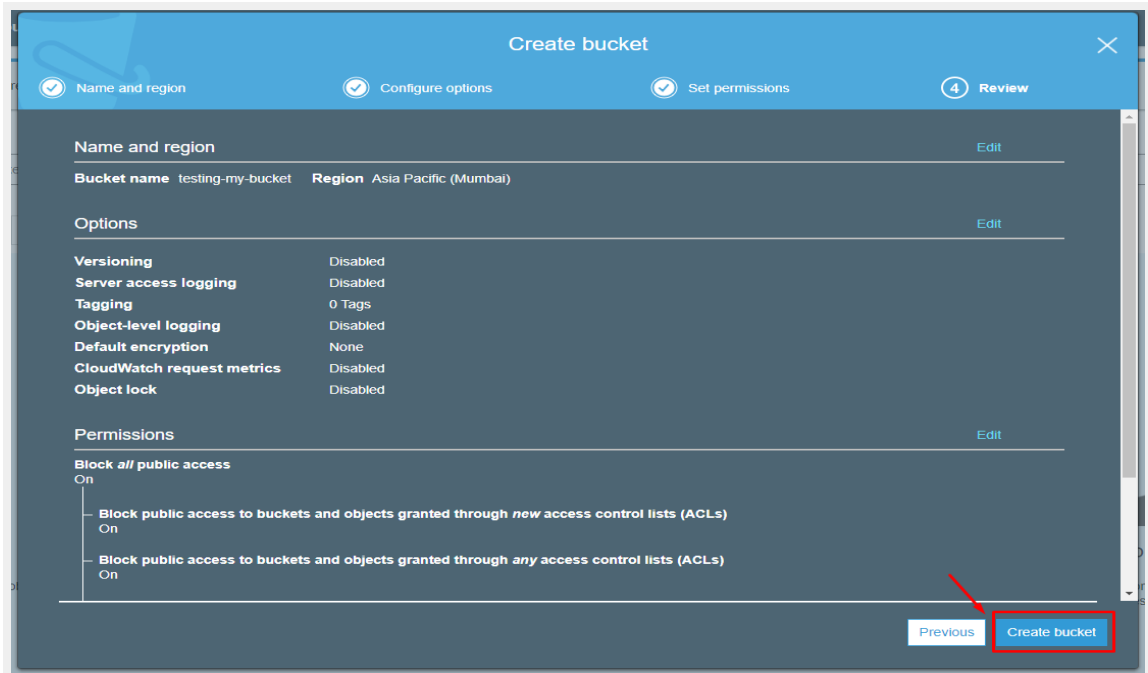 Create bucket
Name and region
Configure options
Set permissions
4 Review
Name and region Edit
Bucket name testing-my-bucket Region Asia Pacific (Mumbai)
Options Edit
Versioning Disabled
Server access logging Disabled
Tagging 0 Tags
Object-level logging Disabled
Default encryption None
CloudWatch request metrics Disabled
Object lock Disabled
Permissions Edit
Block all public access
On
Block public access to buckets and objects granted through new access control lists (ACLs)
On
Block public access to buckets and objects granted through any access control lists (ACLs)
On
Previous Create bucket